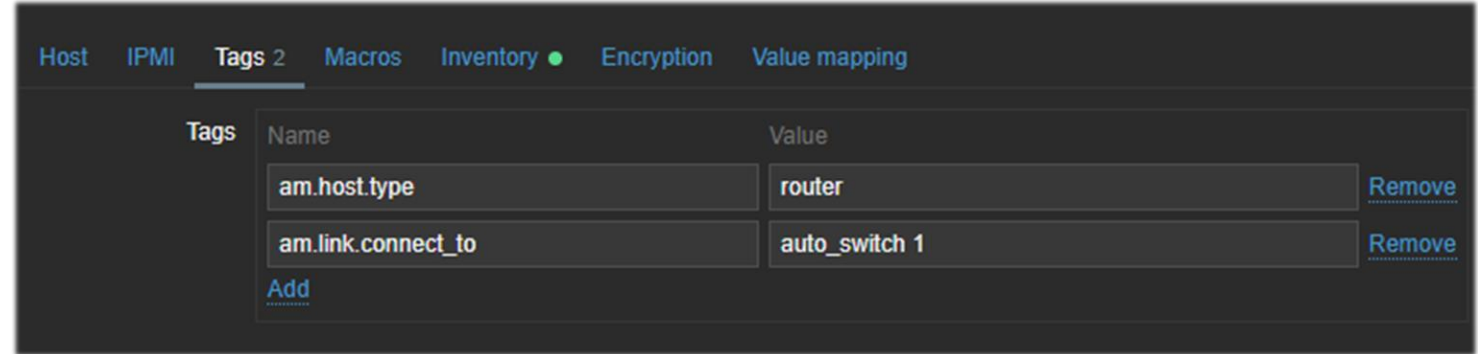 Host IPMI Tags 2 Macros Inventory Encryption Value mapping
Tags Name Value
am.host.type router Remove
am.link.connect_to auto_switch 1 Remove
Add